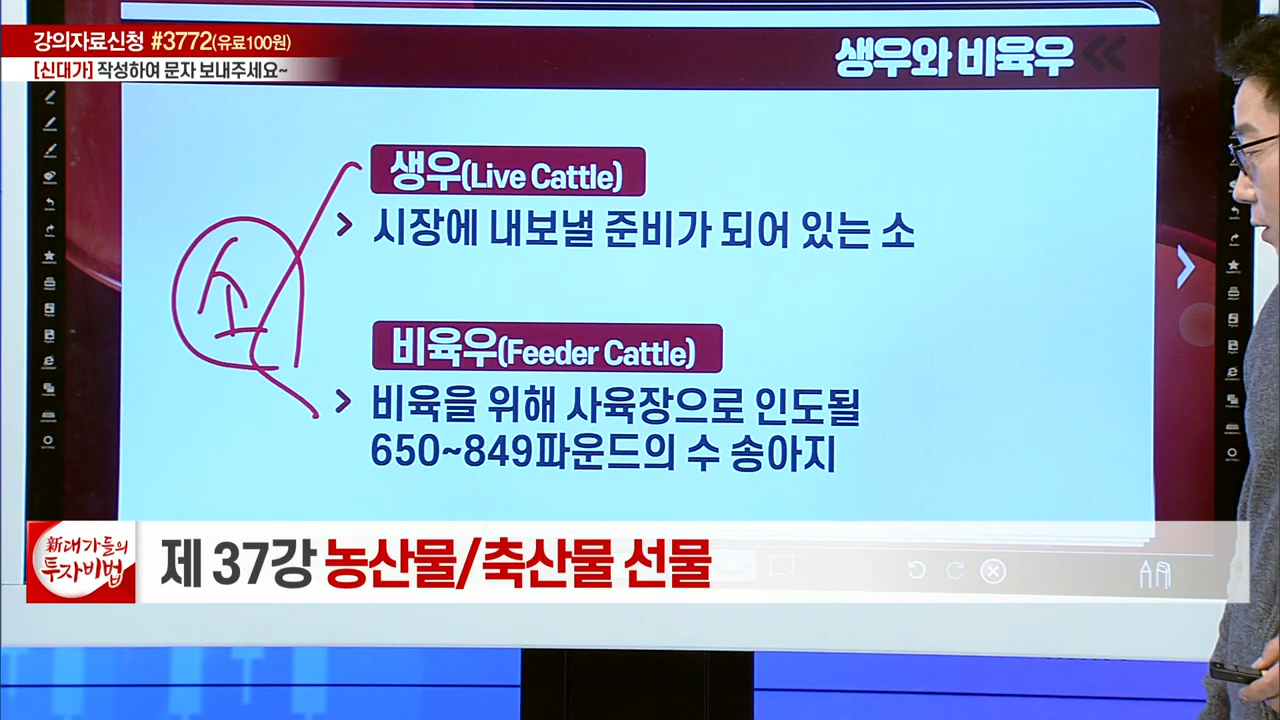 강의자료신청 #3772(유료100원)
[신대가] 작성하여 문자 보내주세요~
생우와 비육우
생우(Live Cattle)
시장에 내보낼 준비가 되어 있는 소
소
비육우(Feeder Cattle)
비육을 위해 사육장으로 인도될
650~849파운드의 수 송아지
新대가들의
투자비법
제 37강 농산물/축산물 선물